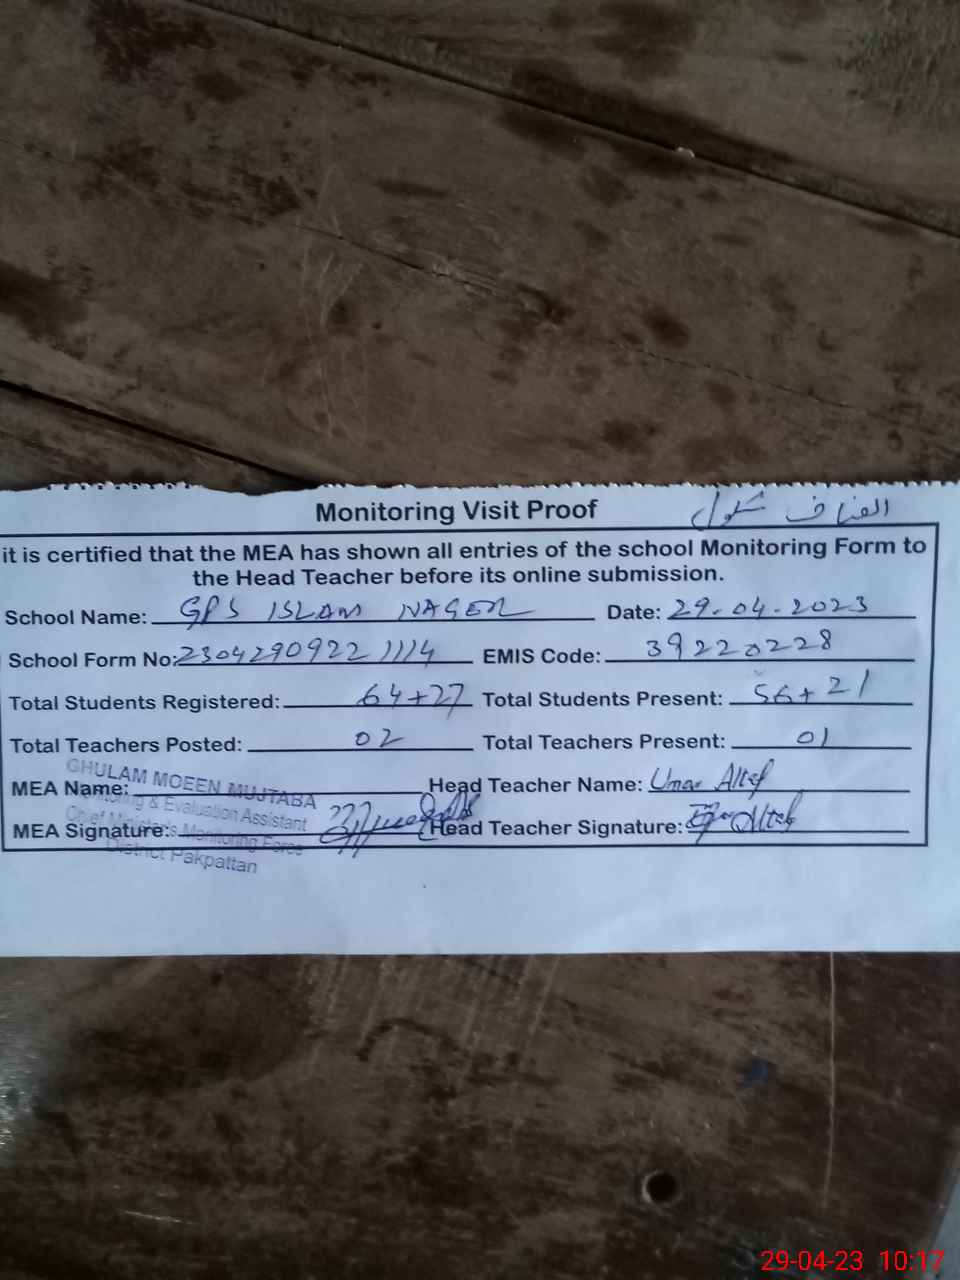 Monitoring Visit Proof
الصاف سکول
it is certified that the MEA has shown all entries of the school Monitoring Form to
the Head Teacher before its online submission.
School Name: GPS ISLAM NAGER Date: 29-04-2023
School Form No: 2304290922 1114 EMIS Code: 39220228
Total Students Registered: 64+27 Total Students Present: 56+21
Total Teachers Posted: 02 Total Teachers Present: 01
GHULAM MOEEN MUJTABA
MEA Name: Head Teacher Name: Umar Altaf
Monitoring & Evaluation Assistant
Chief Minister's Monitoring Force
MEA Signature: Head Teacher Signature: Altaf
District Pakpattan
29-04-23 10:17